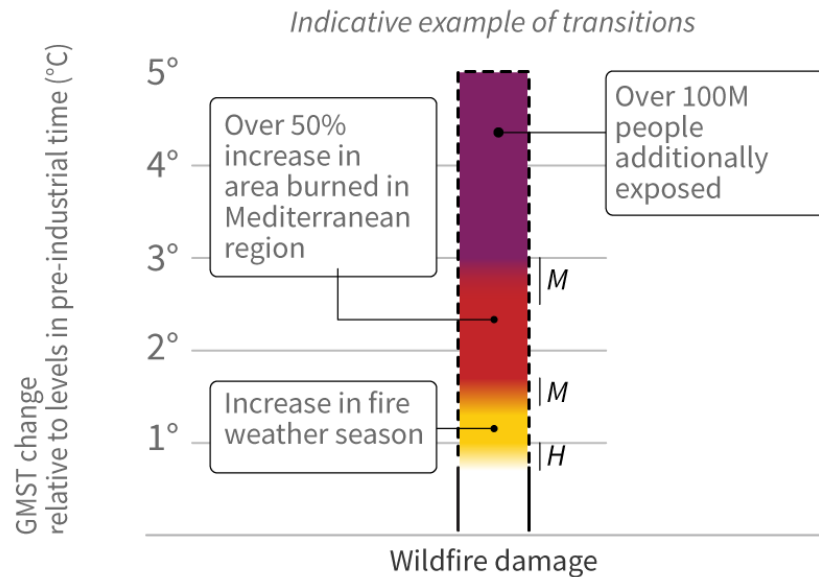 Indicative example of transitions
GMST change
relative to levels in pre-industrial time (°C)
5°
4°
3°
2°
1°
Over 50%
increase in
area burned in
Mediterranean
region
Over 100M
people
additionally
exposed
Increase in fire
weather season
M
M
H
Wildfire damage